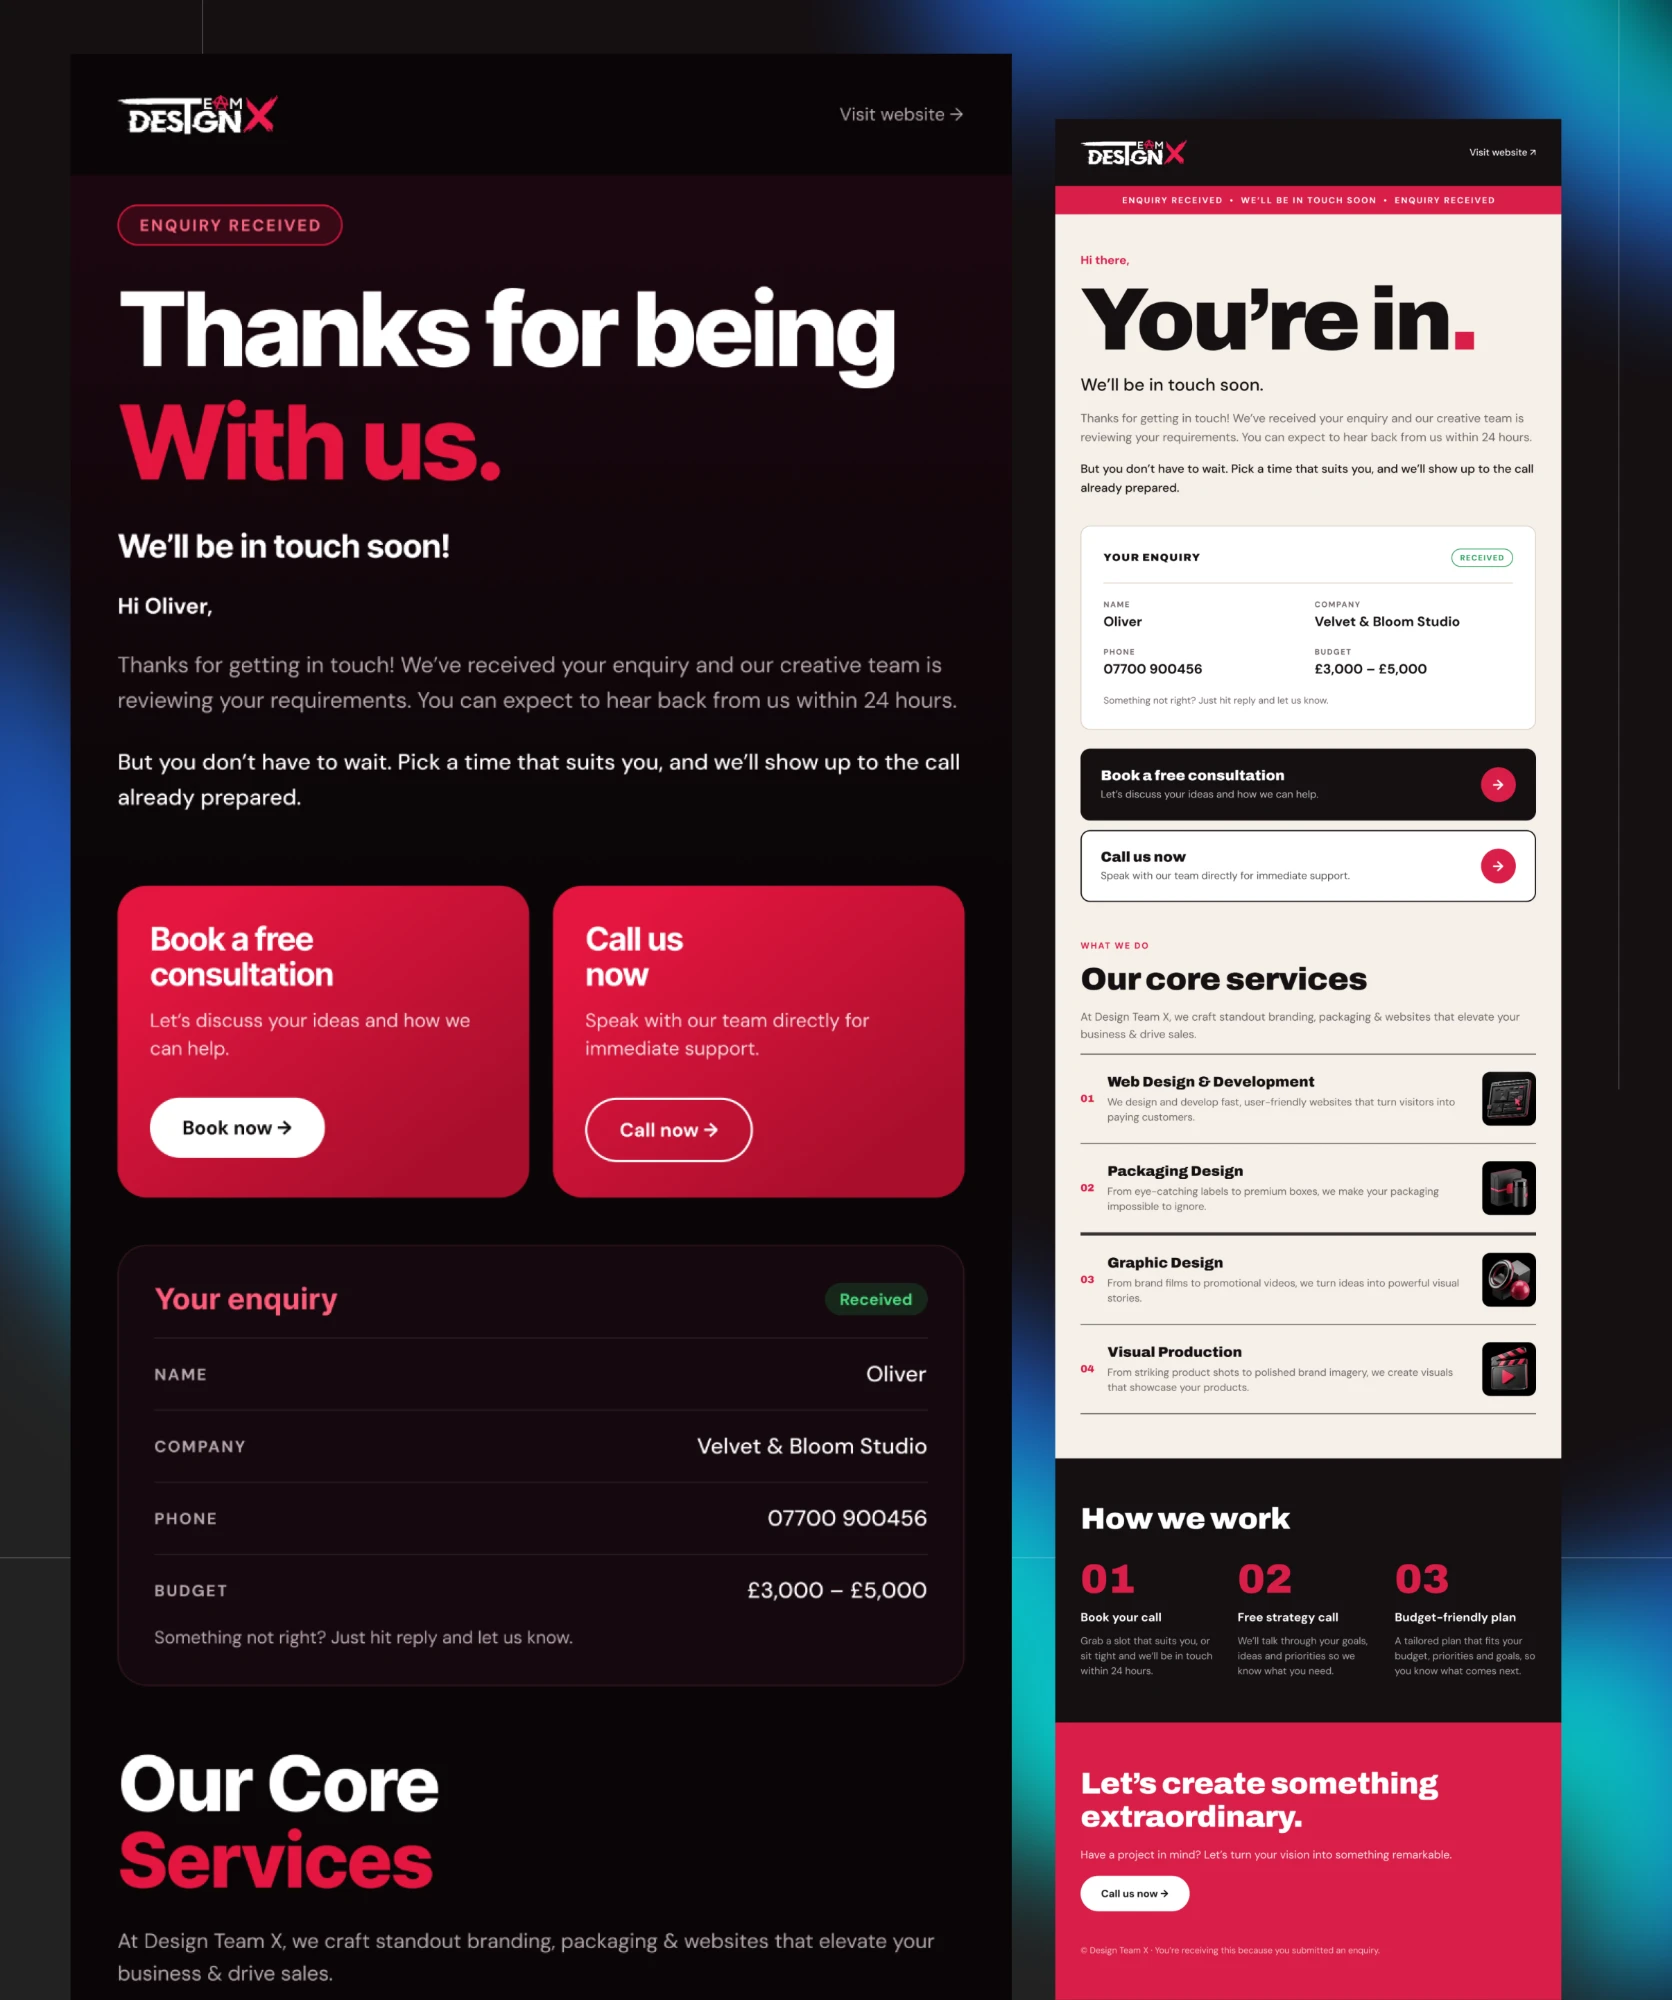 TEAM
DESIGN X
Visit website →
ENQUIRY RECEIVED
Thanks for being
With us.
We'll be in touch soon!
Hi Oliver,
Thanks for getting in touch! We've received your enquiry and our creative team is
reviewing your requirements. You can expect to hear back from us within 24 hours.
But you don't have to wait. Pick a time that suits you, and we'll show up to the call
already prepared.
Book a free
consultation
Let's discuss your ideas and how we
can help.
Book now →
Call us
now
Speak with our team directly for
immediate support.
Call now →
Your enquiry
Received
NAME
Oliver
COMPANY
Velvet & Bloom Studio
PHONE
07700 900456
BUDGET
£3,000 – £5,000
Something not right? Just hit reply and let us know.
Our Core
Services
At Design Team X, we craft standout branding, packaging & websites that elevate your
business & drive sales.
TEAM
DESIGN X
Visit website ↗
ENQUIRY RECEIVED • WE'LL BE IN TOUCH SOON • ENQUIRY RECEIVED
Hi there,
You're in.
We'll be in touch soon.
Thanks for getting in touch! We've received your enquiry and our creative team is
reviewing your requirements. You can expect to hear back from us within 24 hours.
But you don't have to wait. Pick a time that suits you, and we'll show up to the call
already prepared.
YOUR ENQUIRY
RECEIVED
NAME
Oliver
COMPANY
Velvet & Bloom Studio
PHONE
07700 900456
BUDGET
£3,000 – £5,000
Something not right? Just hit reply and let us know.
Book a free consultation
Let's discuss your ideas and how we can help.
→
Call us now
Speak with our team directly for immediate support.
→
WHAT WE DO
Our core services
At Design Team X, we craft standout branding, packaging & websites that elevate your
business & drive sales.
01
Web Design & Development
We design and develop fast, user-friendly websites that turn visitors into
paying customers.
02
Packaging Design
From eye-catching labels to premium boxes, we make your packaging
impossible to ignore.
03
Graphic Design
From brand films to promotional videos, we turn ideas into powerful visual
stories.
04
Visual Production
From striking product shots to polished brand imagery, we create visuals
that showcase your products.
How we work
01
Book your call
Grab a slot that suits you, or
sit tight and we'll be in touch
within 24 hours.
02
Free strategy call
We'll talk through your goals,
ideas and priorities so we
know what you need.
03
Budget-friendly plan
A tailored plan that fits your
budget, priorities and goals, so
you know what comes next.
Let's create something
extraordinary.
Have a project in mind? Let's turn your vision into something remarkable.
Call us now →
© Design Team X · You're receiving this because you submitted an enquiry.